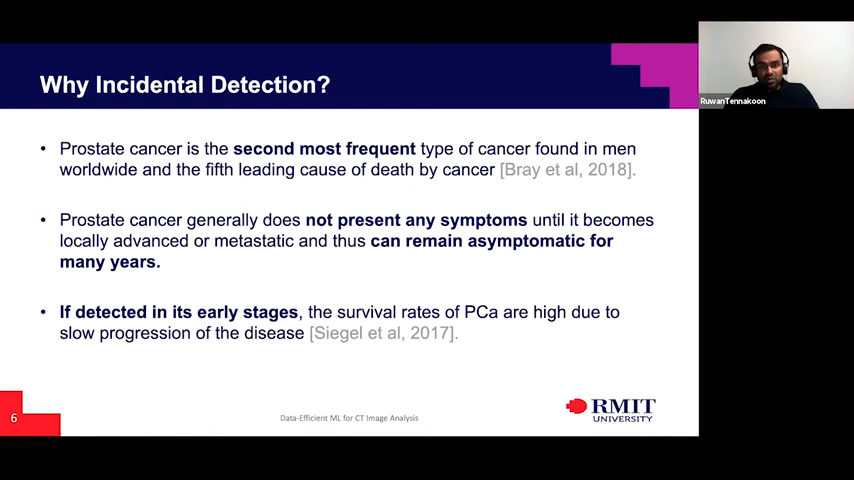 Why Incidental Detection?
RuwanTennakoon
• Prostate cancer is the second most frequent type of cancer found in men
worldwide and the fifth leading cause of death by cancer [Bray et al, 2018].
• Prostate cancer generally does not present any symptoms until it becomes
locally advanced or metastatic and thus can remain asymptomatic for
many years.
• If detected in its early stages, the survival rates of PCa are high due to
slow progression of the disease [Siegel et al, 2017].
6
Data-Efficient ML for CT Image Analysis
RMIT
UNIVERSITY